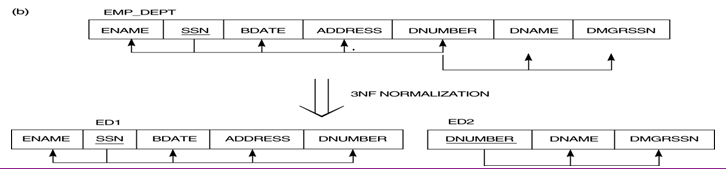 (b)
EMP_DEPT
ENAME SSN BDATE ADDRESS DNUMBER DNAME DMGRSSN
3NF NORMALIZATION
ED1 ED2
ENAME SSN BDATE ADDRESS DNUMBER DNUMBER DNAME DMGRSSN